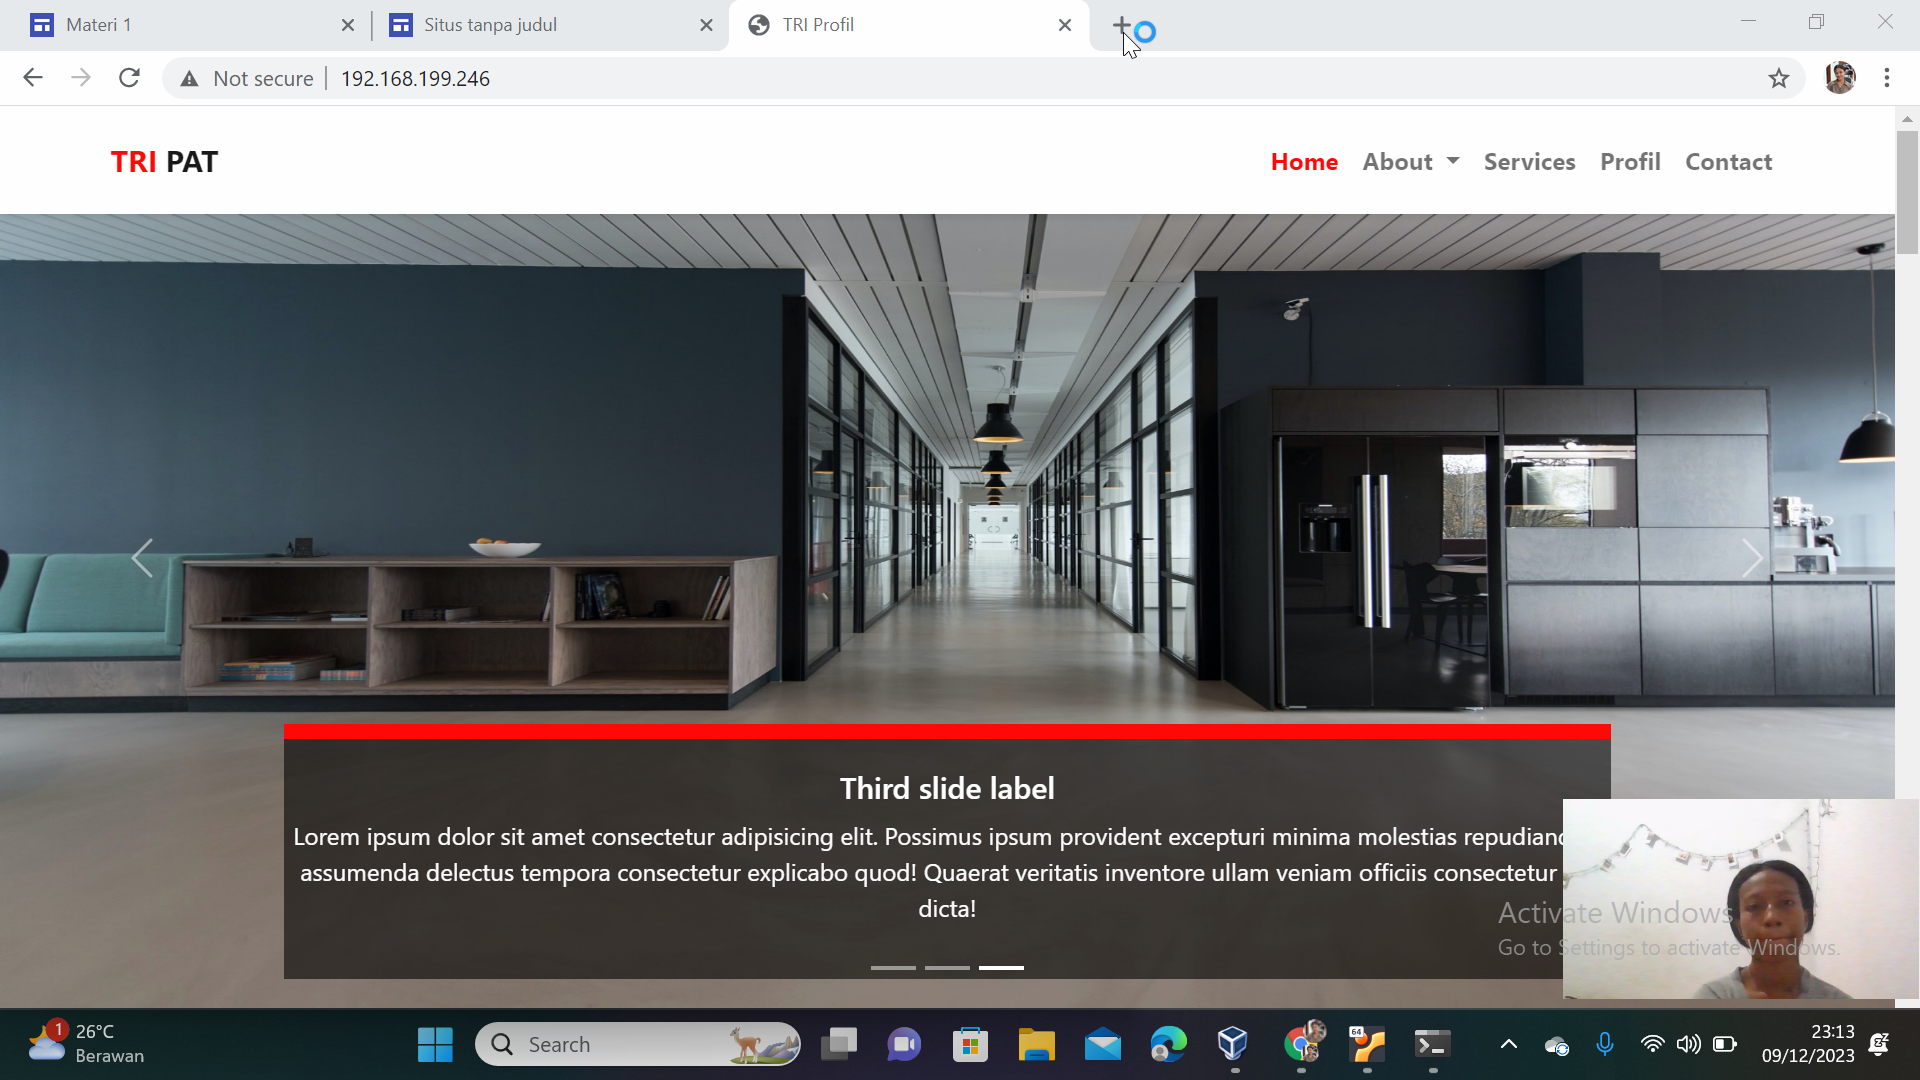 Materi 1
Situs tanpa judul
TRI Profil
Not secure
192.168.199.246
TRI PAT
Home
About
Services
Profil
Contact
Third slide label
Lorem ipsum dolor sit amet consectetur adipisicing elit. Possimus ipsum provident excepturi minima molestias
assumenda delectus tempora consectetur explicabo quod! Quaerat veritatis inventore ullam veniam officiis consectetur
dicta!
Activate Windows
Go to Settings to activate Windows.
1
26°C
Berawan
Search
64
23:13
09/12/2023